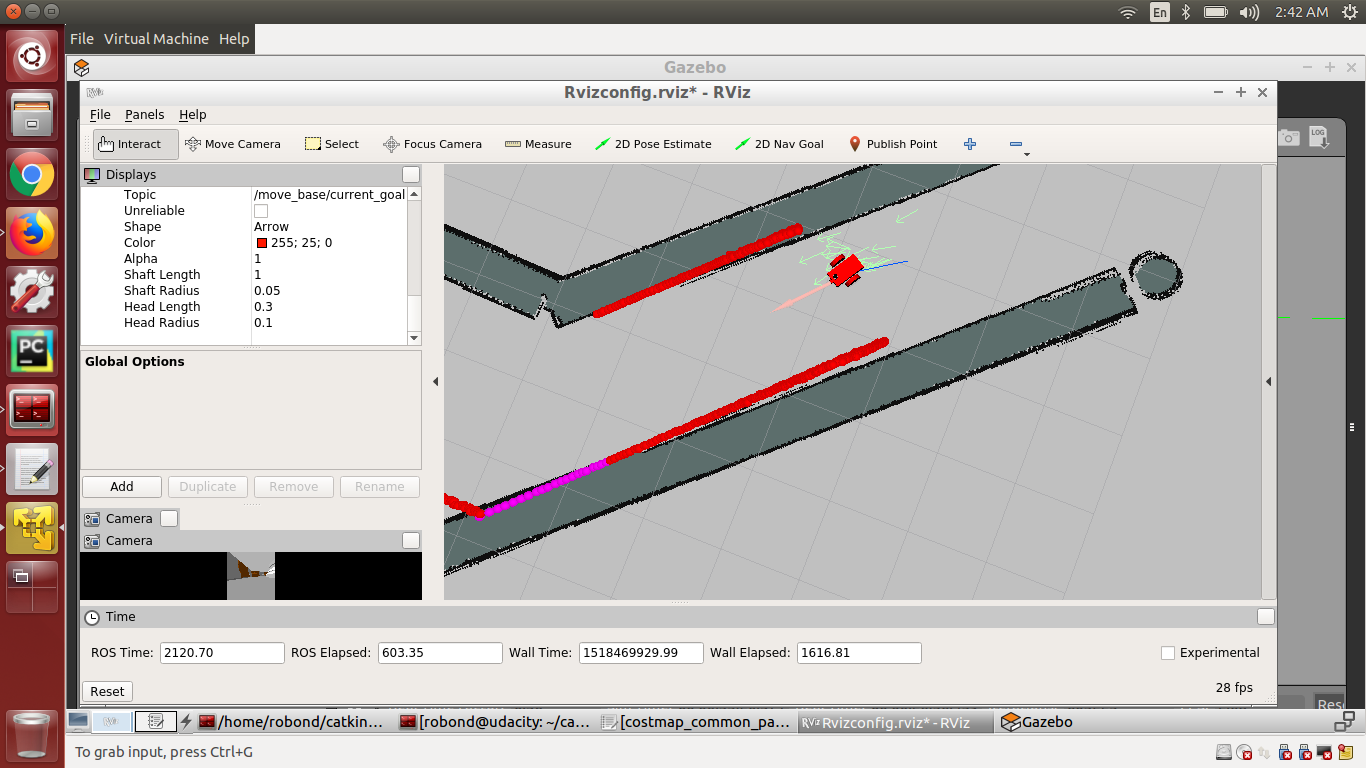 En
2:42 AM
File Virtual Machine Help
Gazebo
Rvizconfig.rviz* - RViz
File Panels Help
Interact Move Camera Select Focus Camera Measure 2D Pose Estimate 2D Nav Goal Publish Point
LOG
Displays
Topic /move_base/current_goal
Unreliable
Shape Arrow
Color 255; 25; 0
Alpha 1
Shaft Length 1
Shaft Radius 0.05
Head Length 0.3
Head Radius 0.1
Global Options
Add Duplicate Remove Rename
Camera
Camera
Time
ROS Time: 2120.70 ROS Elapsed: 603.35 Wall Time: 1518469929.99 Wall Elapsed: 1616.81 Experimental
Reset 28 fps
/home/robond/catkin... [robond@udacity: ~/ca... [costmap_common_pa... Rvizconfig.rviz* - RViz Gazebo
To grab input, press Ctrl+G